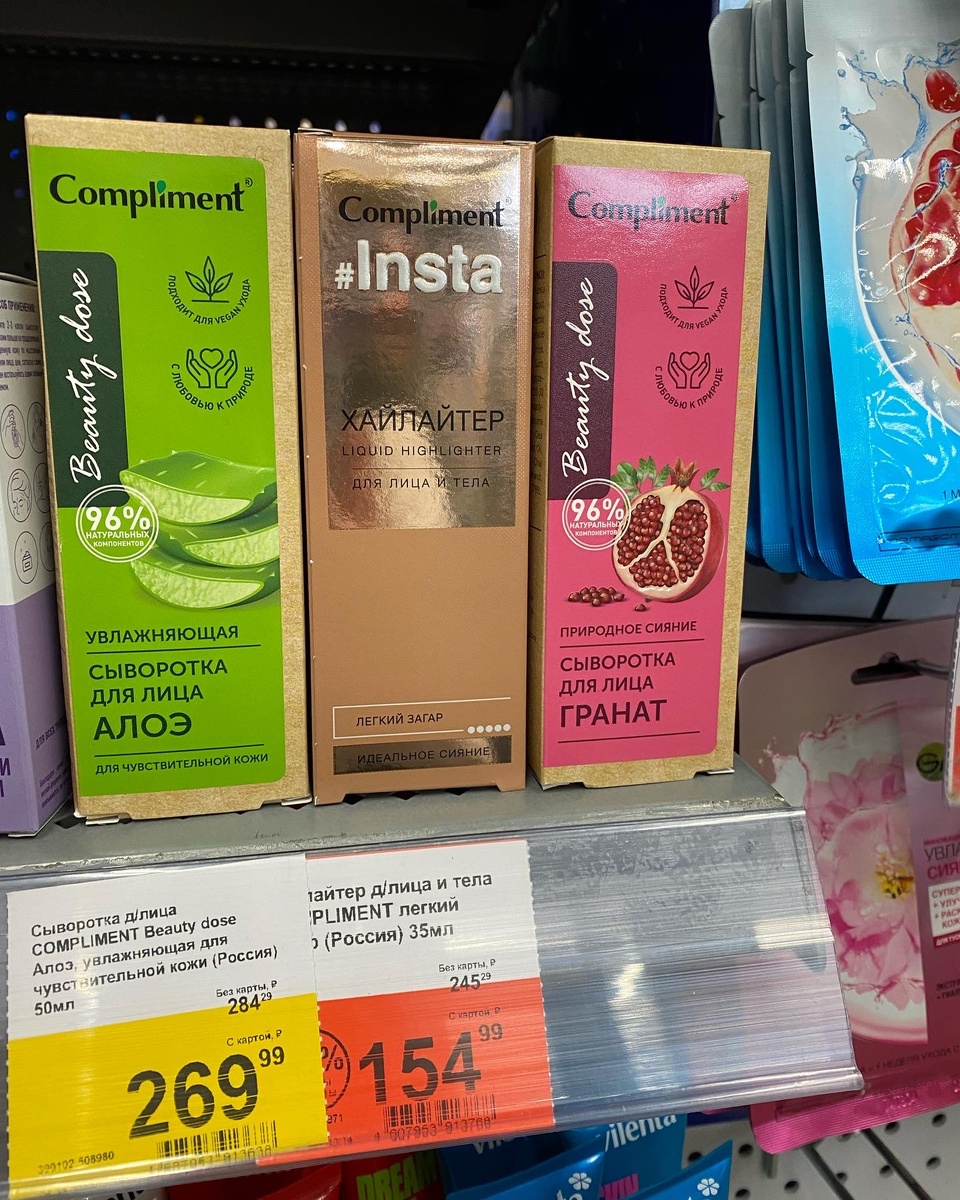 Compliment®
Beauty dose
ПОДХОДИТ ДЛЯ VEGAN УХОДА
С ЛЮБОВЬЮ К ПРИРОДЕ
96%
НАТУРАЛЬНЫХ
КОМПОНЕНТОВ
УВЛАЖНЯЮЩАЯ
СЫВОРОТКА
ДЛЯ ЛИЦА
АЛОЭ
ДЛЯ ЧУВСТВИТЕЛЬНОЙ КОЖИ
Compliment®
#Insta
ХАЙЛАЙТЕР
LIQUID HIGHLIGHTER
ДЛЯ ЛИЦА И ТЕЛА
ЛЕГКИЙ ЗАГАР
ИДЕАЛЬНОЕ СИЯНИЕ
Compliment®
Beauty dose
ПОДХОДИТ ДЛЯ VEGAN УХОДА
С ЛЮБОВЬЮ К ПРИРОДЕ
96%
НАТУРАЛЬНЫХ
КОМПОНЕНТОВ
ПРИРОДНОЕ СИЯНИЕ
СЫВОРОТКА
ДЛЯ ЛИЦА
ГРАНАТ
Сыворотка д/лица
COMPLIMENT Beauty dose
Алоэ, увлажняющая для
чувствительной кожи (Россия)
50мл
Без карты, ₽
284 29
С картой, ₽
269 99
лайтер д/лица и тела
PLIMENT легкий
(Россия) 35мл
Без карты, ₽
245 29
С картой, ₽
154 99
%
DREAM
vilenta